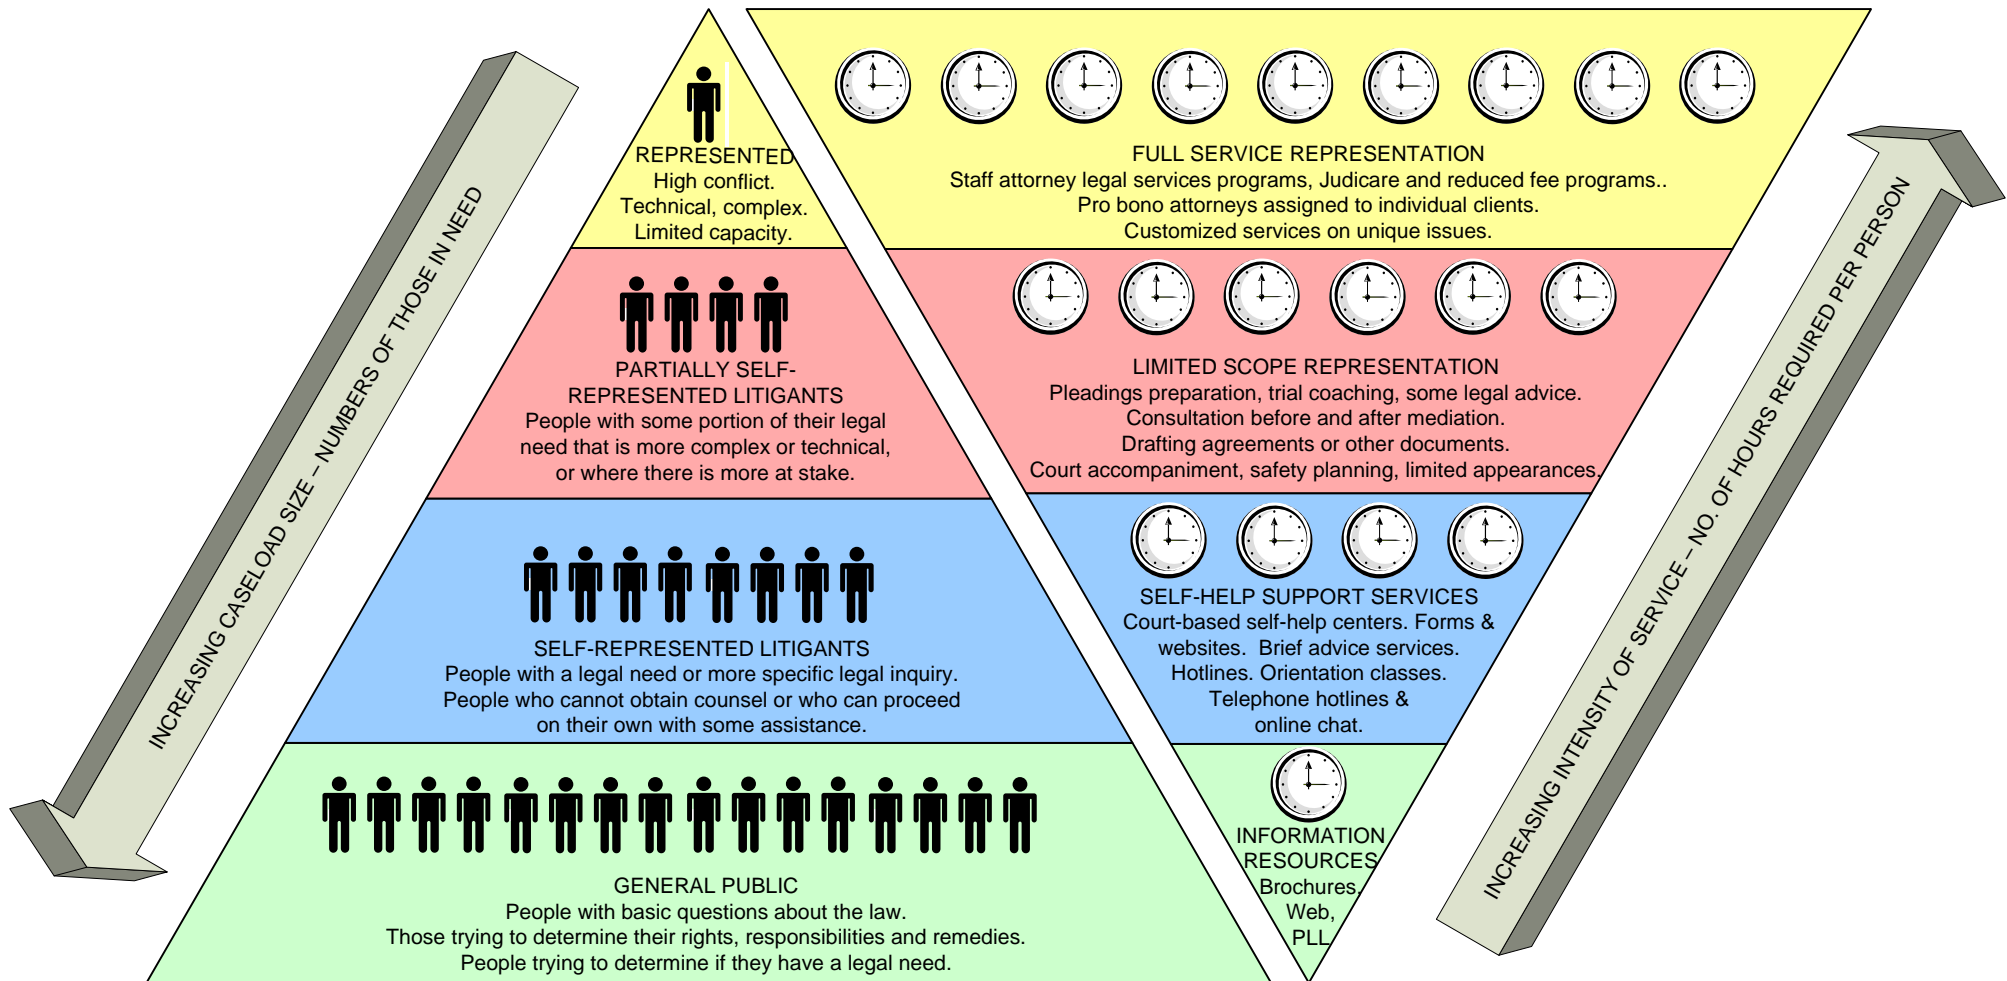 INCREASING CASELOAD SIZE – NUMBERS OF THOSE IN NEED
REPRESENTED
High conflict.
Technical, complex.
Limited capacity.
PARTIALLY SELF-
REPRESENTED LITIGANTS
People with some portion of their legal
need that is more complex or technical,
or where there is more at stake.
SELF-REPRESENTED LITIGANTS
People with a legal need or more specific legal inquiry.
People who cannot obtain counsel or who can proceed
on their own with some assistance.
GENERAL PUBLIC
People with basic questions about the law.
Those trying to determine their rights, responsibilities and remedies.
People trying to determine if they have a legal need.
FULL SERVICE REPRESENTATION
Staff attorney legal services programs, Judicare and reduced fee programs..
Pro bono attorneys assigned to individual clients.
Customized services on unique issues.
LIMITED SCOPE REPRESENTATION
Pleadings preparation, trial coaching, some legal advice.
Consultation before and after mediation.
Drafting agreements or other documents.
Court accompaniment, safety planning, limited appearances.
SELF-HELP SUPPORT SERVICES
Court-based self-help centers. Forms &
websites.  Brief advice services.
Hotlines. Orientation classes.
Telephone hotlines &
online chat.
INFORMATION
RESOURCES
Brochures,
Web,
PLL
INCREASING INTENSITY OF SERVICE – NO. OF HOURS REQUIRED PER PERSON